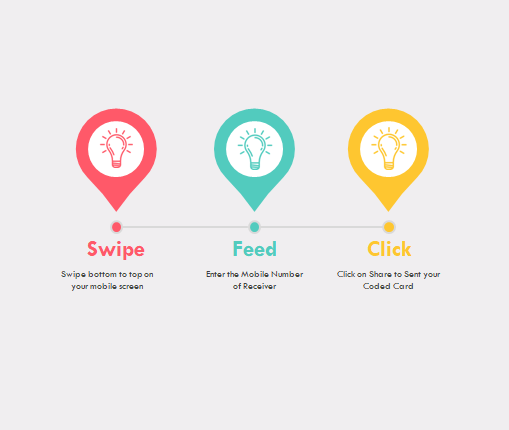 Swipe
Feed
Click
Swipe bottom to top on
your mobile screen
Enter the Mobile Number
of Receiver
Click on Share to Sent your
Coded Card